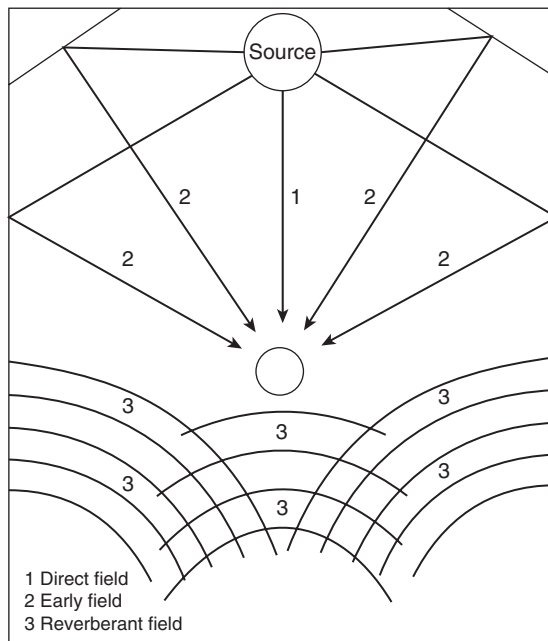 Source
2 1 2
2 2
3 3
3
3 3
3
1 Direct field
2 Early field
3 Reverberant field